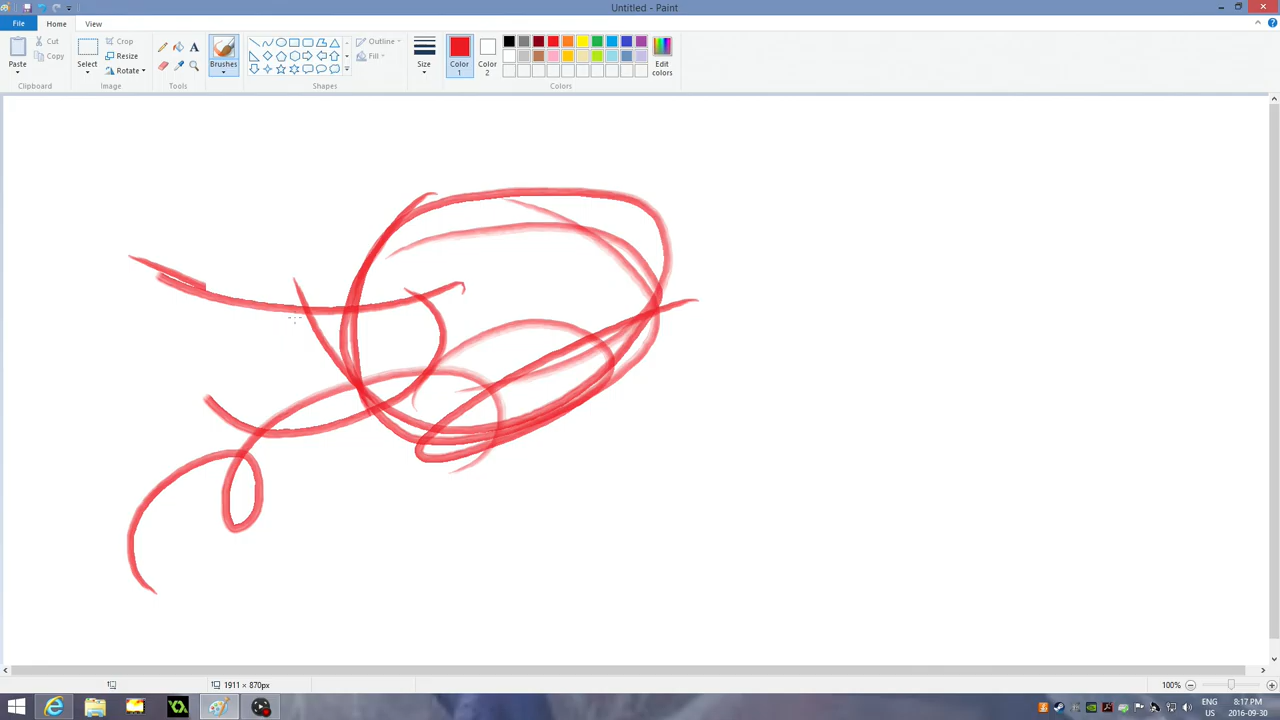 Untitled - Paint
File Home View
Cut
Copy
Paste
Clipboard
Select
Crop
Resize
Rotate
Image
A
Tools
Brushes
Outline
Fill
Shapes
Size
Color 1
Color 2
Edit colors
Colors
1911 × 870px
100%
ENG
US
8:17 PM
2016-09-30